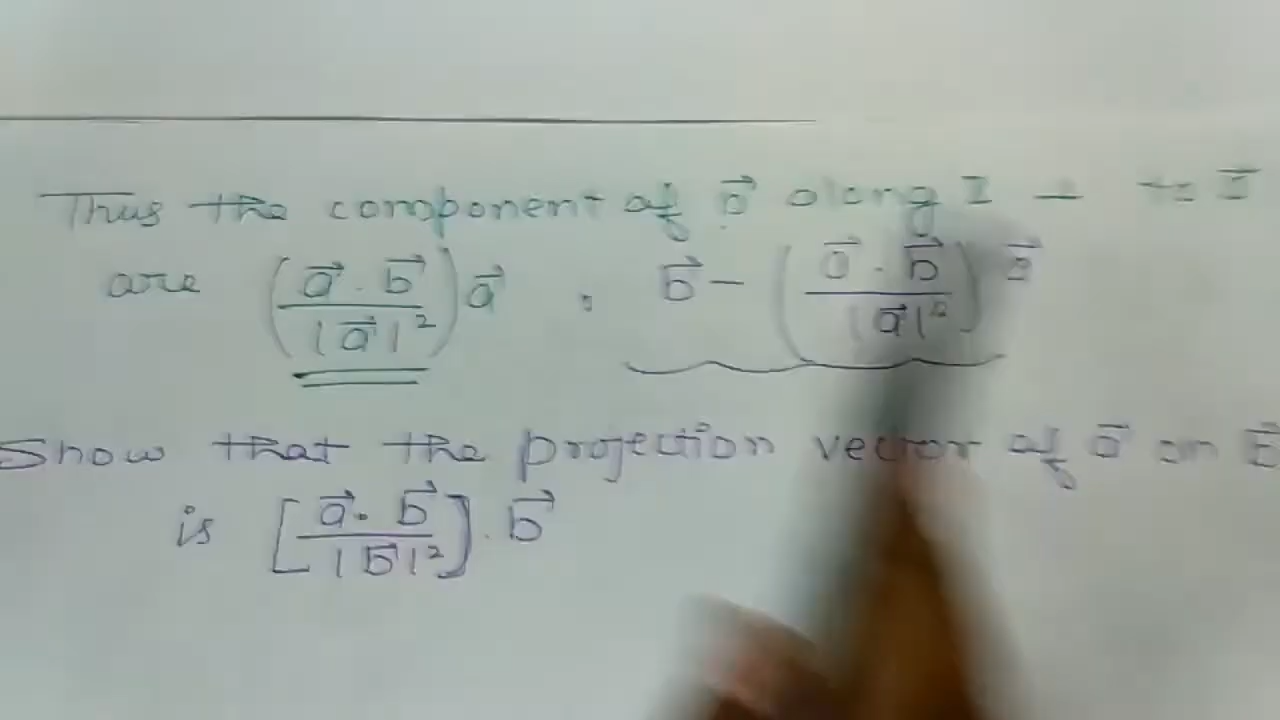 Thus the component of along to
are (a⃗ · b⃗ / |a⃗|²) a⃗ , b⃗ − (a⃗ · b⃗ / |a⃗|²) a⃗
Show that the projection vector of a⃗ on b⃗
is [a⃗ · b⃗ / |b⃗|²] · b⃗